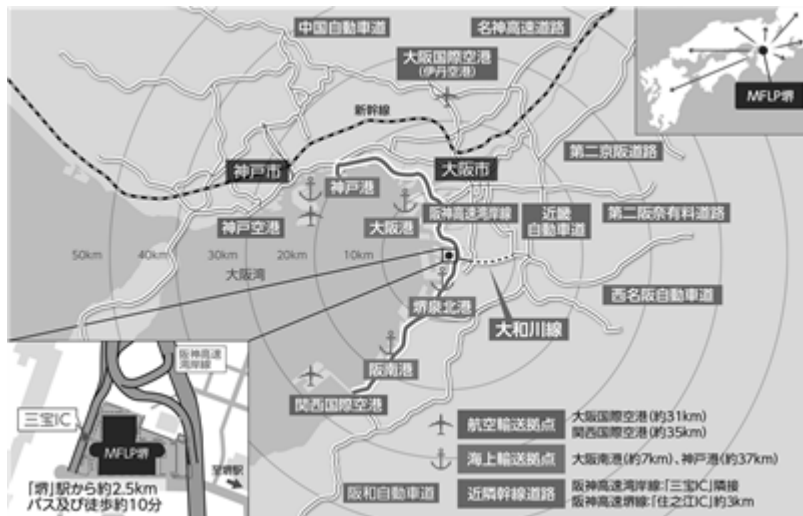 中国自動車道
名神高速道路
大阪国際空港
(伊丹空港)
MFLP堺
新幹線
神戸市
大阪市
第二京阪道路
神戸港
神戸空港
大阪港
阪神高速湾岸線
近畿
自動車道
第二阪奈有料道路
50km
40km
30km
20km
10km
大阪湾
西名阪自動車道
堺泉北港
大和川線
阪南港
関西国際空港
阪和自動車道
阪神高速
湾岸線
三宝IC
MFLP堺
至堺駅
「堺」駅から約2.5km
バス及び徒歩約10分
航空輸送拠点
大阪国際空港(約31km)
関西国際空港(約35km)
海上輸送拠点
大阪南港(約7km)、神戸港(約37km)
近隣幹線道路
阪神高速湾岸線:「三宝IC」隣接
阪神高速堺線:「住之江IC」約3km